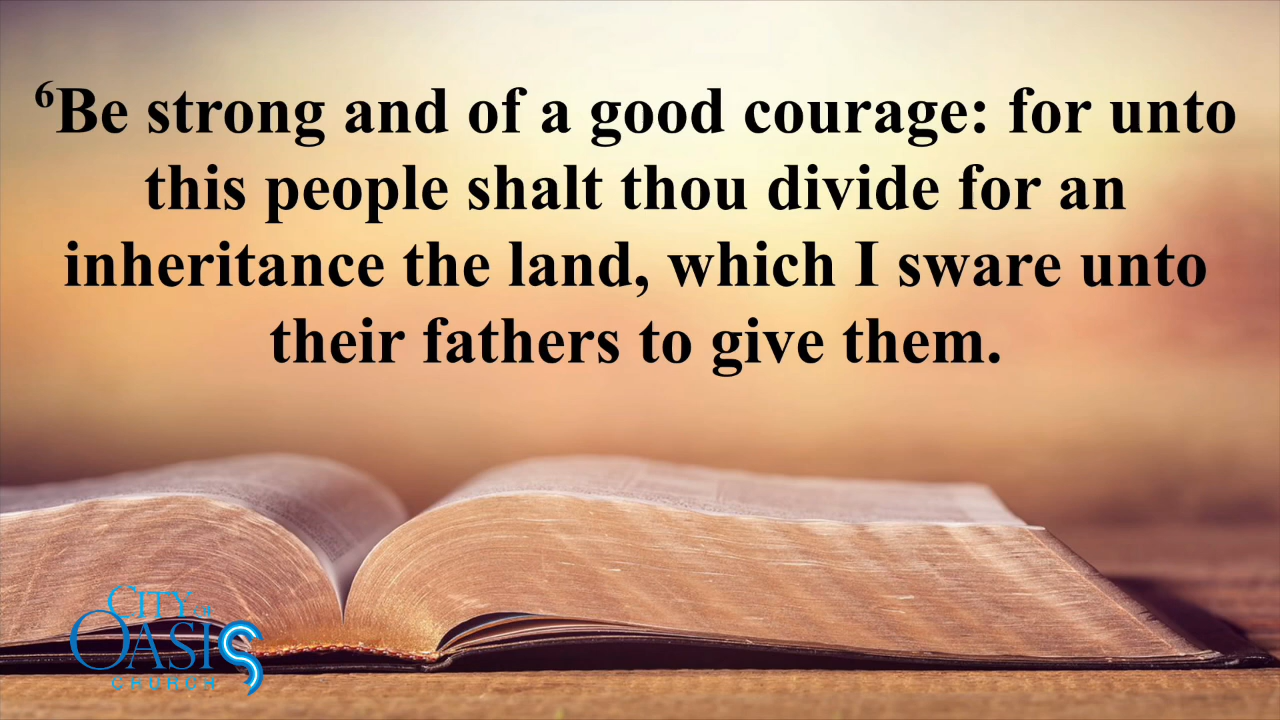 ⁶Be strong and of a good courage: for unto
this people shalt thou divide for an
inheritance the land, which I sware unto
their fathers to give them.
CITY OF
OASIS
CHURCH